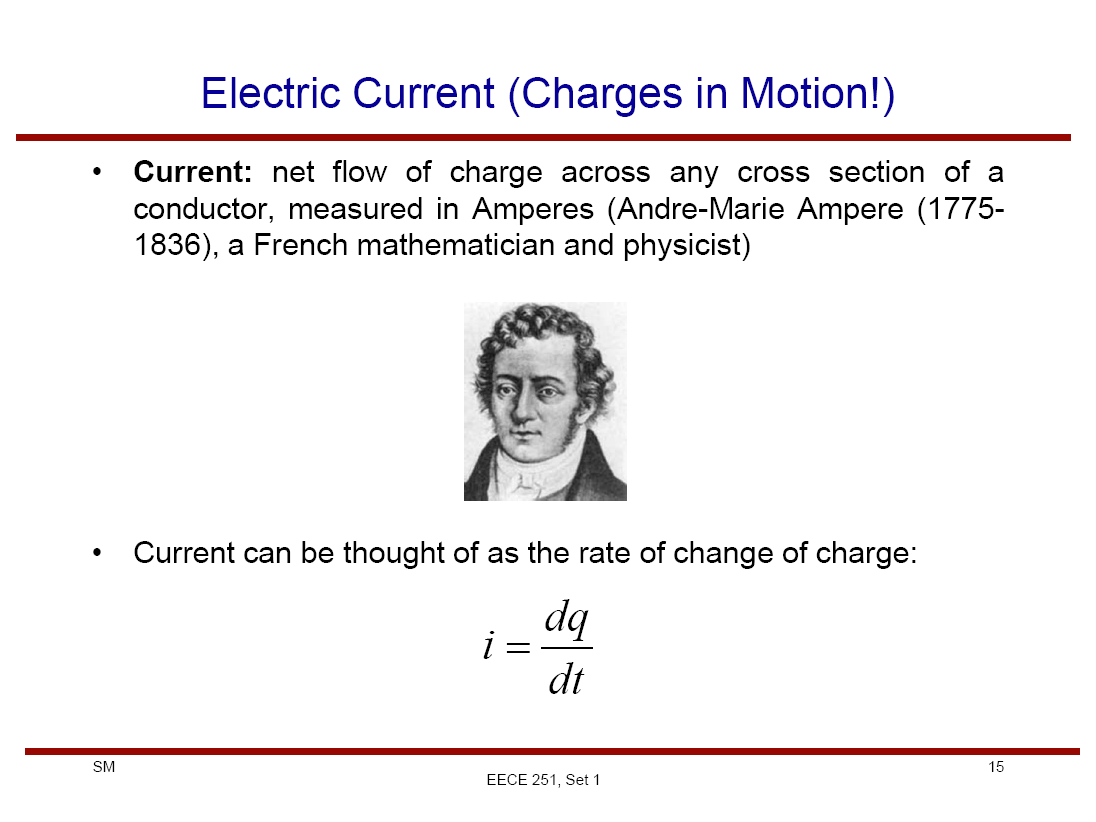 Electric Current (Charges in Motion!)
• Current: net flow of charge across any cross section of a
conductor, measured in Amperes (Andre-Marie Ampere (1775-
1836), a French mathematician and physicist)
• Current can be thought of as the rate of change of charge:
i = dq/dt
SM
15
EECE 251, Set 1